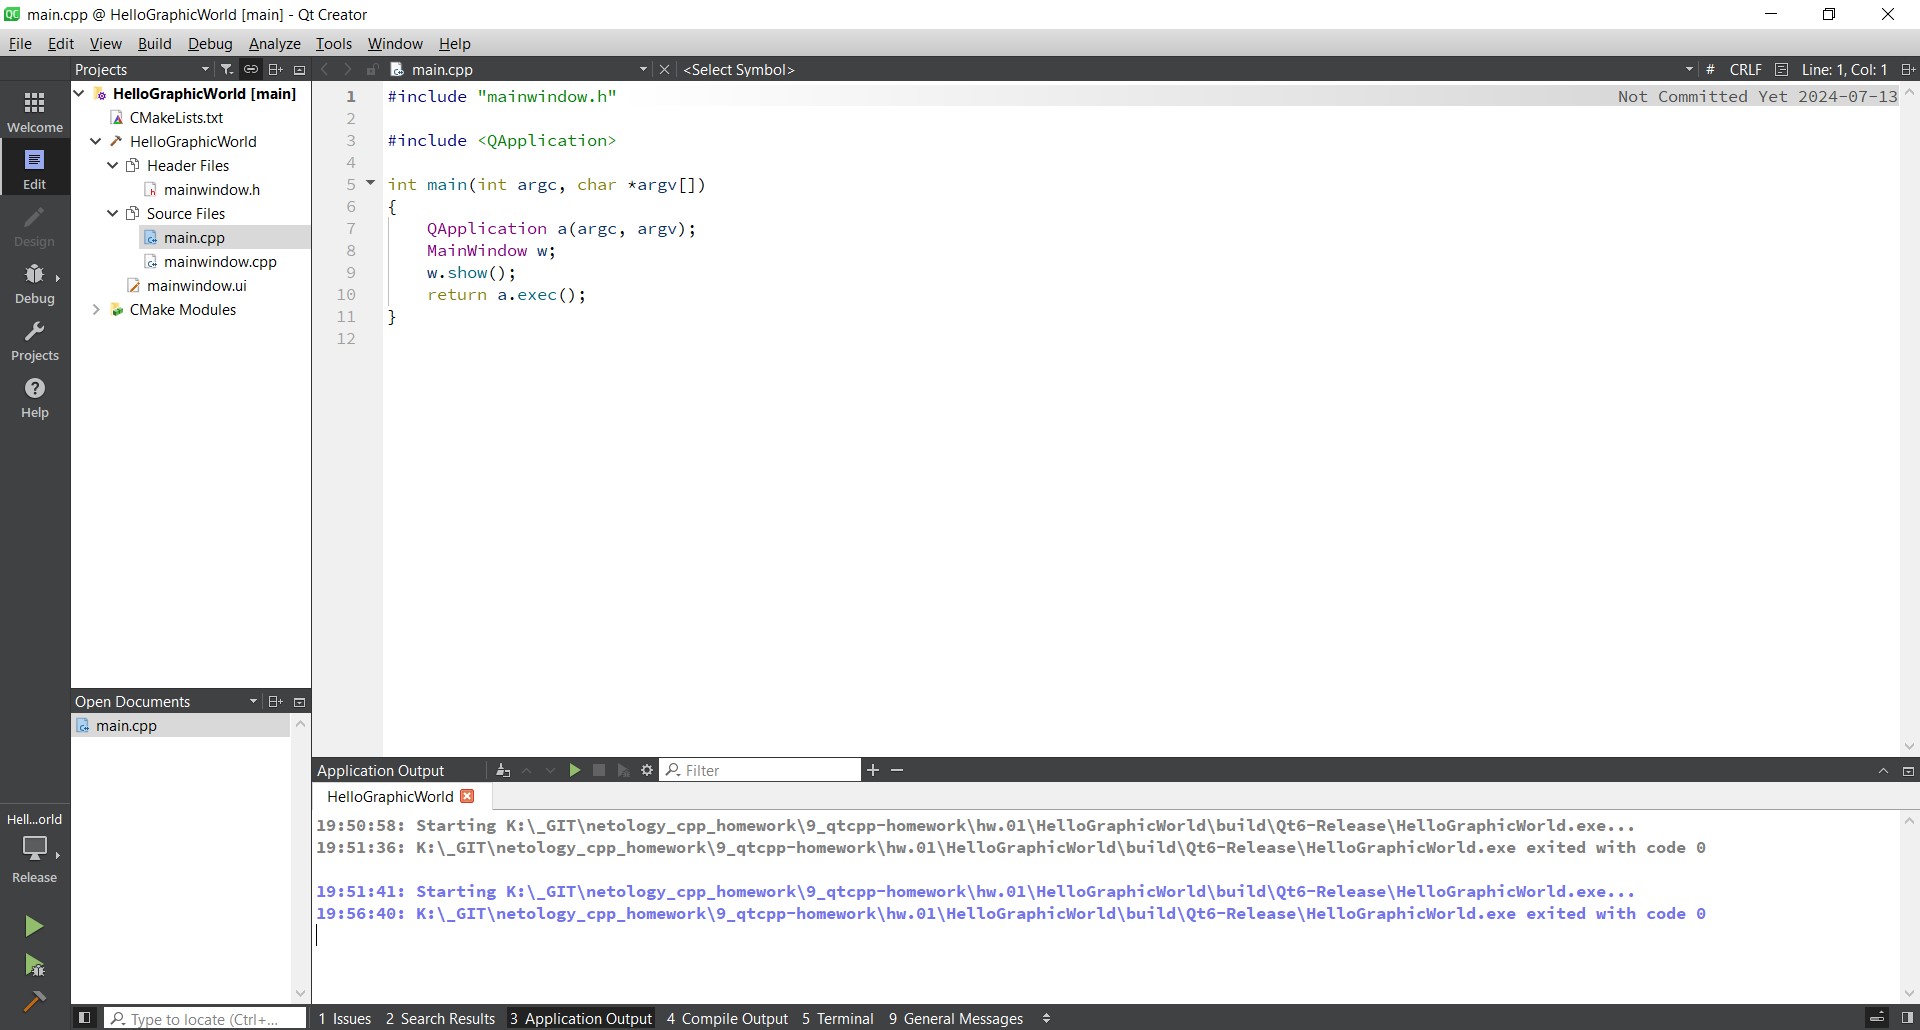 main.cpp @ HelloGraphicWorld [main] - Qt Creator
File Edit View Build Debug Analyze Tools Window Help
Projects main.cpp <Select Symbol> # CRLF Line: 1, Col: 1
Welcome
Edit
Design
Debug
Projects
Help
HelloGraphicWorld [main]
CMakeLists.txt
HelloGraphicWorld
Header Files
mainwindow.h
Source Files
main.cpp
mainwindow.cpp
mainwindow.ui
CMake Modules
1 #include "mainwindow.h" Not Committed Yet 2024-07-13
2
3 #include <QApplication>
4
5 int main(int argc, char *argv[])
6 {
7 QApplication a(argc, argv);
8 MainWindow w;
9 w.show();
10 return a.exec();
11 }
12
Open Documents
main.cpp
Hell...orld
Release
Application Output Filter
HelloGraphicWorld
19:50:58: Starting K:\_GIT\netology_cpp_homework\9_qtcpp-homework\hw.01\HelloGraphicWorld\build\Qt6-Release\HelloGraphicWorld.exe...
19:51:36: K:\_GIT\netology_cpp_homework\9_qtcpp-homework\hw.01\HelloGraphicWorld\build\Qt6-Release\HelloGraphicWorld.exe exited with code 0
19:51:41: Starting K:\_GIT\netology_cpp_homework\9_qtcpp-homework\hw.01\HelloGraphicWorld\build\Qt6-Release\HelloGraphicWorld.exe...
19:56:40: K:\_GIT\netology_cpp_homework\9_qtcpp-homework\hw.01\HelloGraphicWorld\build\Qt6-Release\HelloGraphicWorld.exe exited with code 0
Type to locate (Ctrl+... 1 Issues 2 Search Results 3 Application Output 4 Compile Output 5 Terminal 9 General Messages